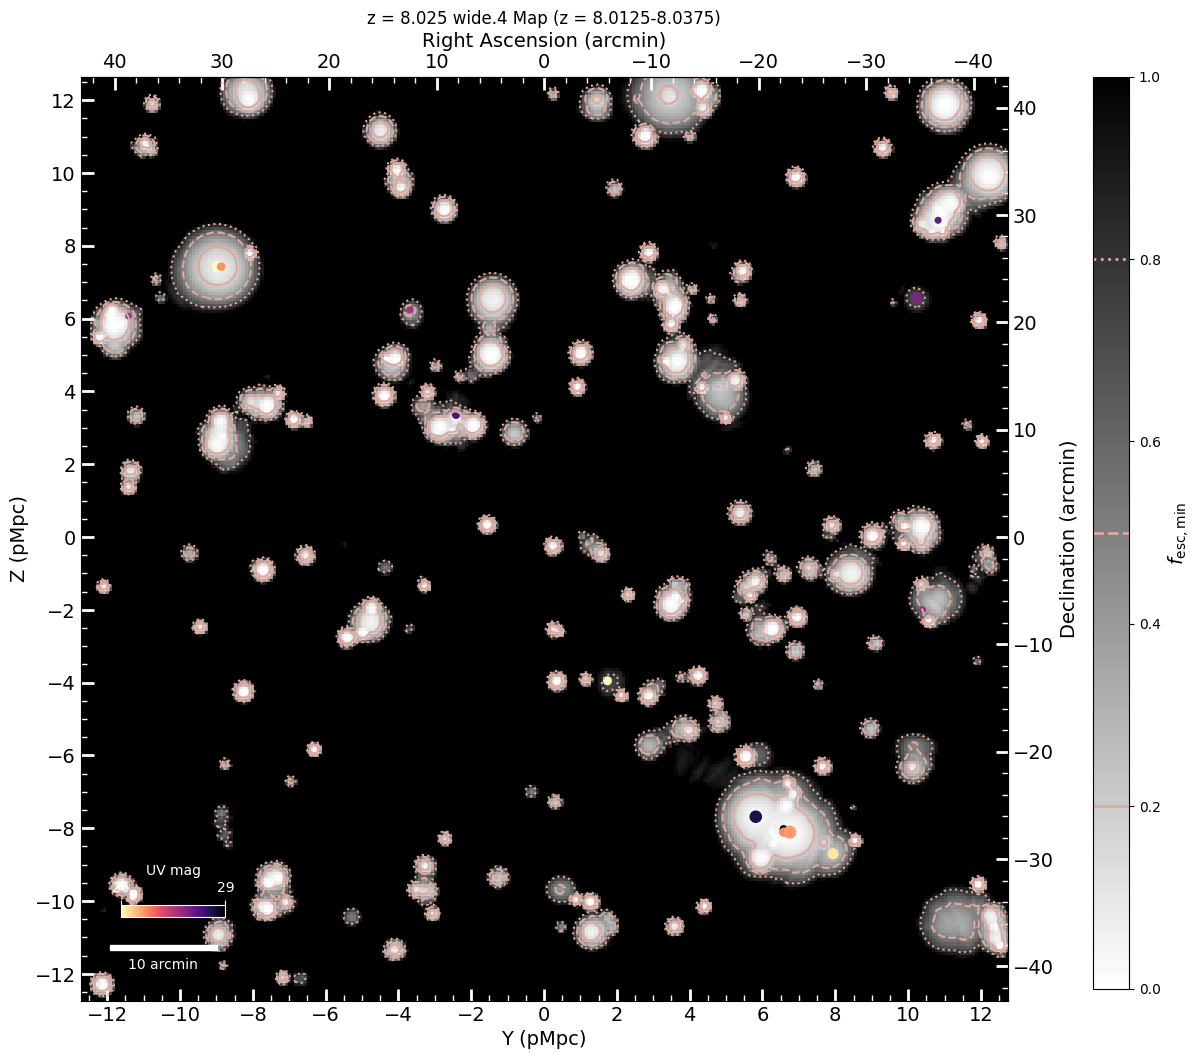 z = 8.025 wide.4 Map (z = 8.0125-8.0375)
Right Ascension (arcmin)
40 30 20 10 0 −10 −20 −30 −40
1.0
12
40
10
30
8
0.8
6
20
4
10
2
0.6
0
0
Z (pMpc)
Declination (arcmin)
f_esc,min
−2
−10
0.4
−4
−6
−20
−8
0.2
−30
UV mag
29
−10
10 arcmin
−12
−40
0.0
−12 −10 −8 −6 −4 −2 0 2 4 6 8 10 12
Y (pMpc)